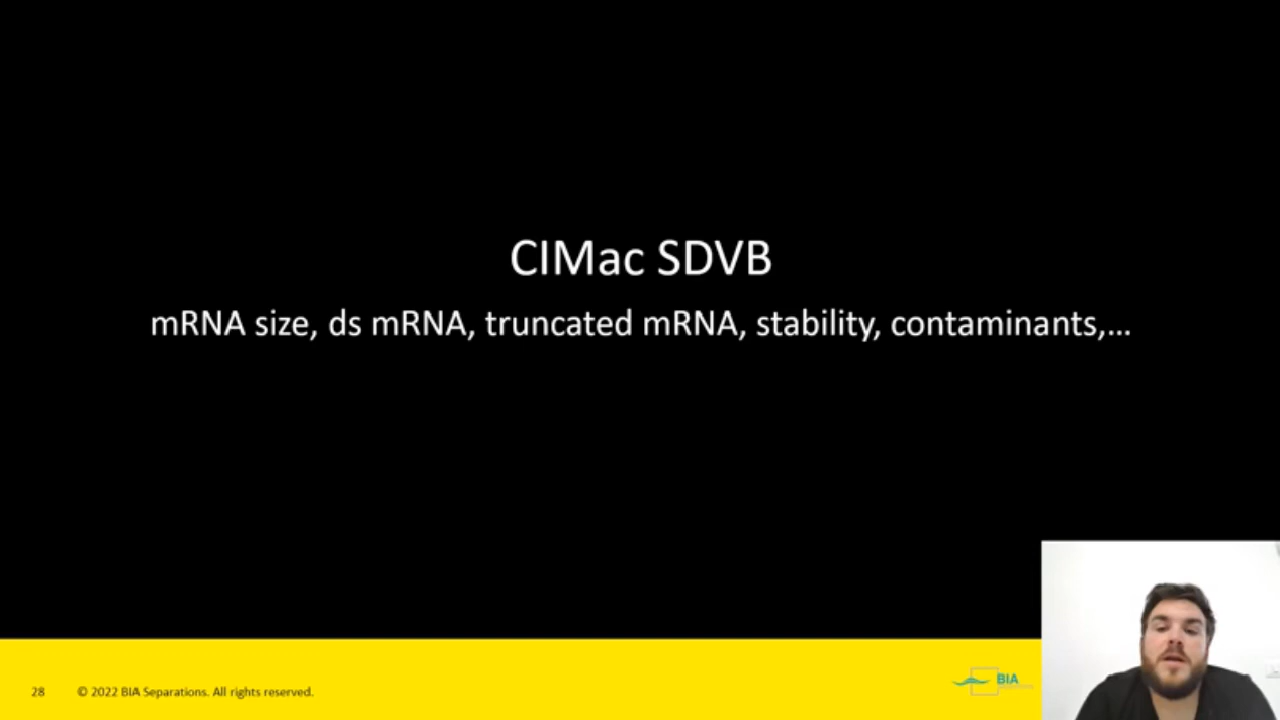 CIMac SDVB
mRNA size, ds mRNA, truncated mRNA, stability, contaminants,...
28
© 2022 BIA Separations. All rights reserved.
BIA